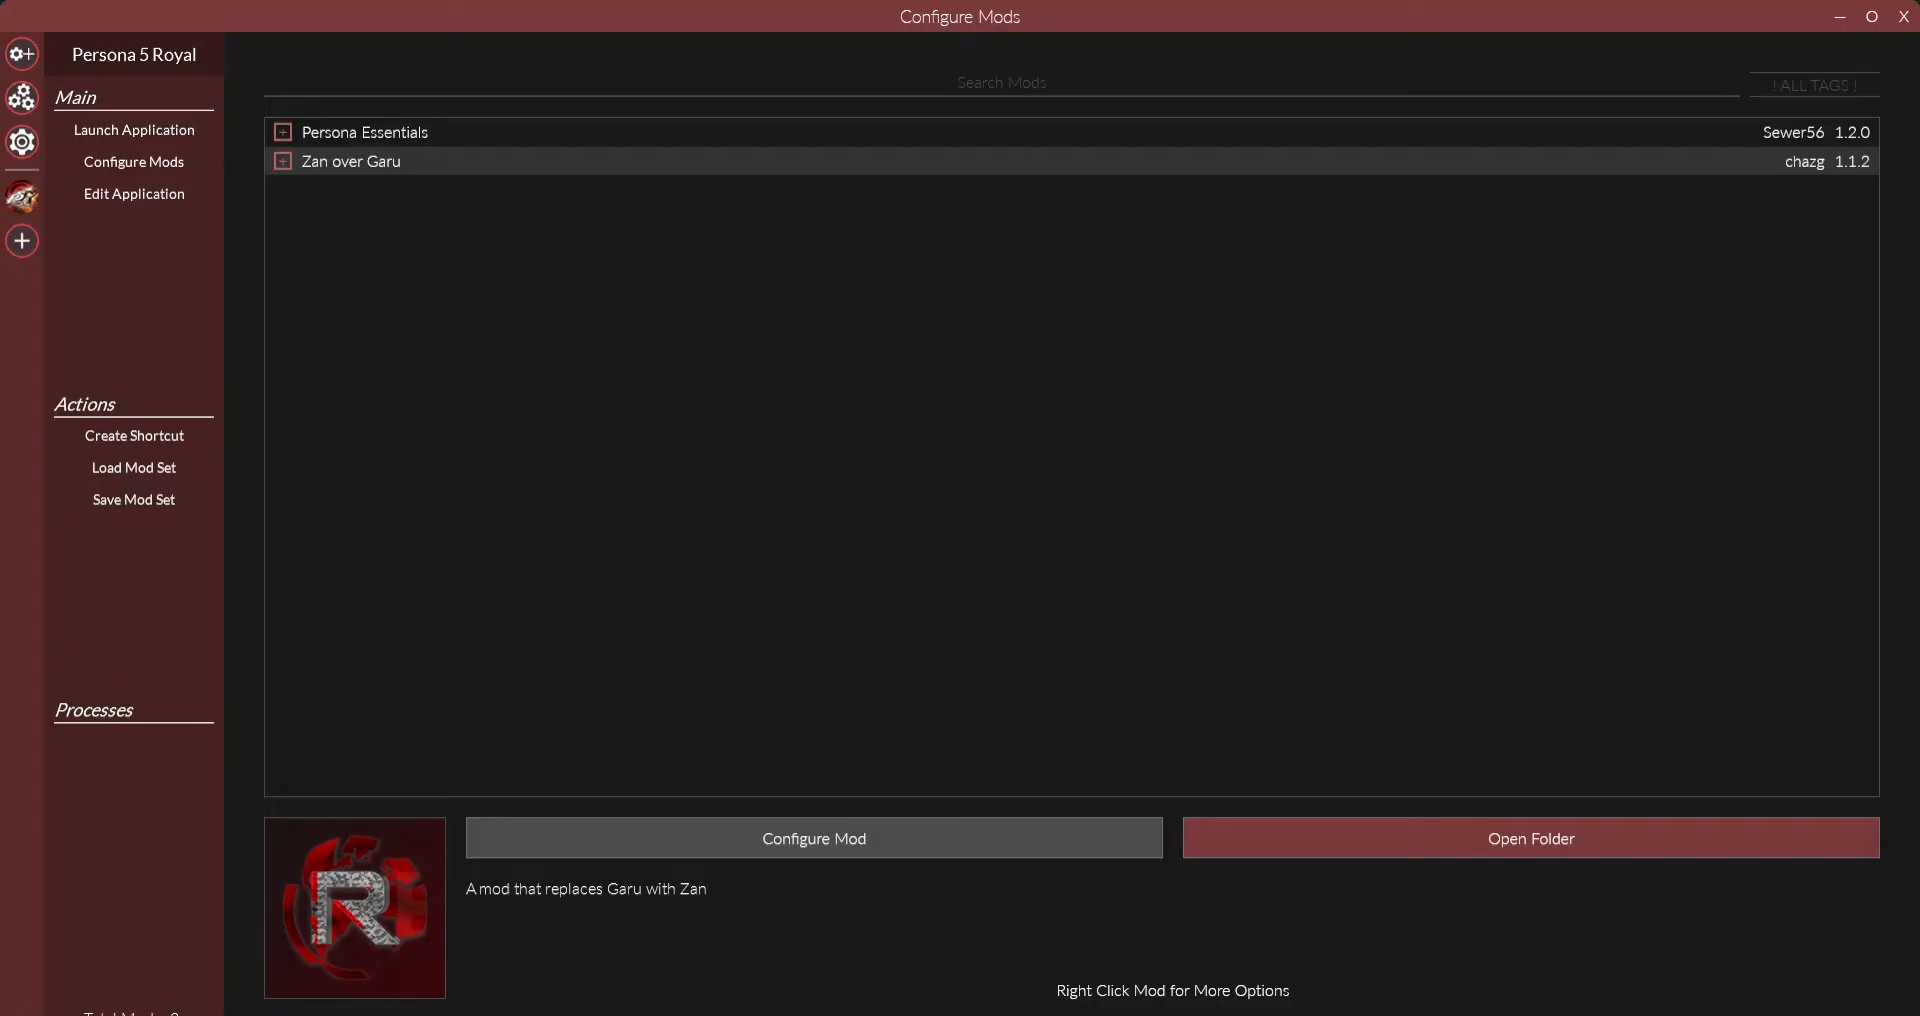 Configure Mods
Persona 5 Royal
Main
Launch Application
Configure Mods
Edit Application
Actions
Create Shortcut
Load Mod Set
Save Mod Set
Processes
Search Mods
! ALL TAGS !
Persona Essentials Sewer56 1.2.0
Zan over Garu chazg 1.1.2
R
Configure Mod
Open Folder
A mod that replaces Garu with Zan
Right Click Mod for More Options